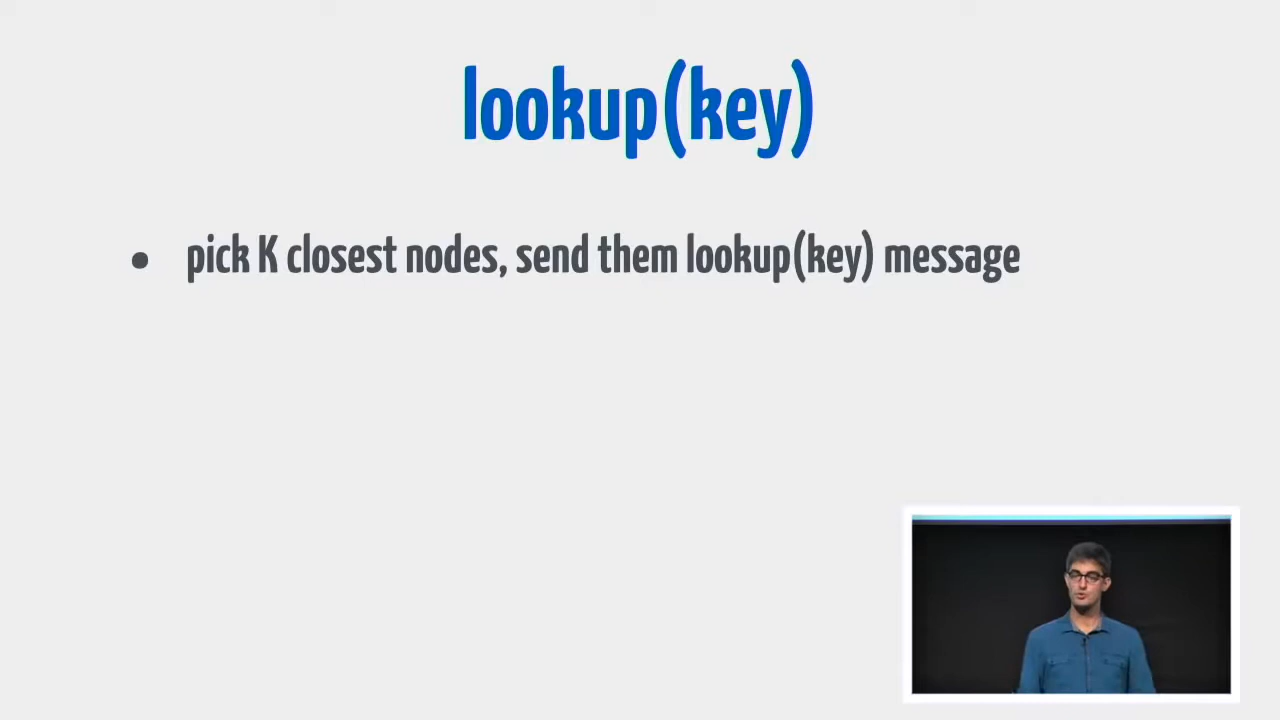 lookup(key)
• pick K closest nodes, send them lookup(key) message